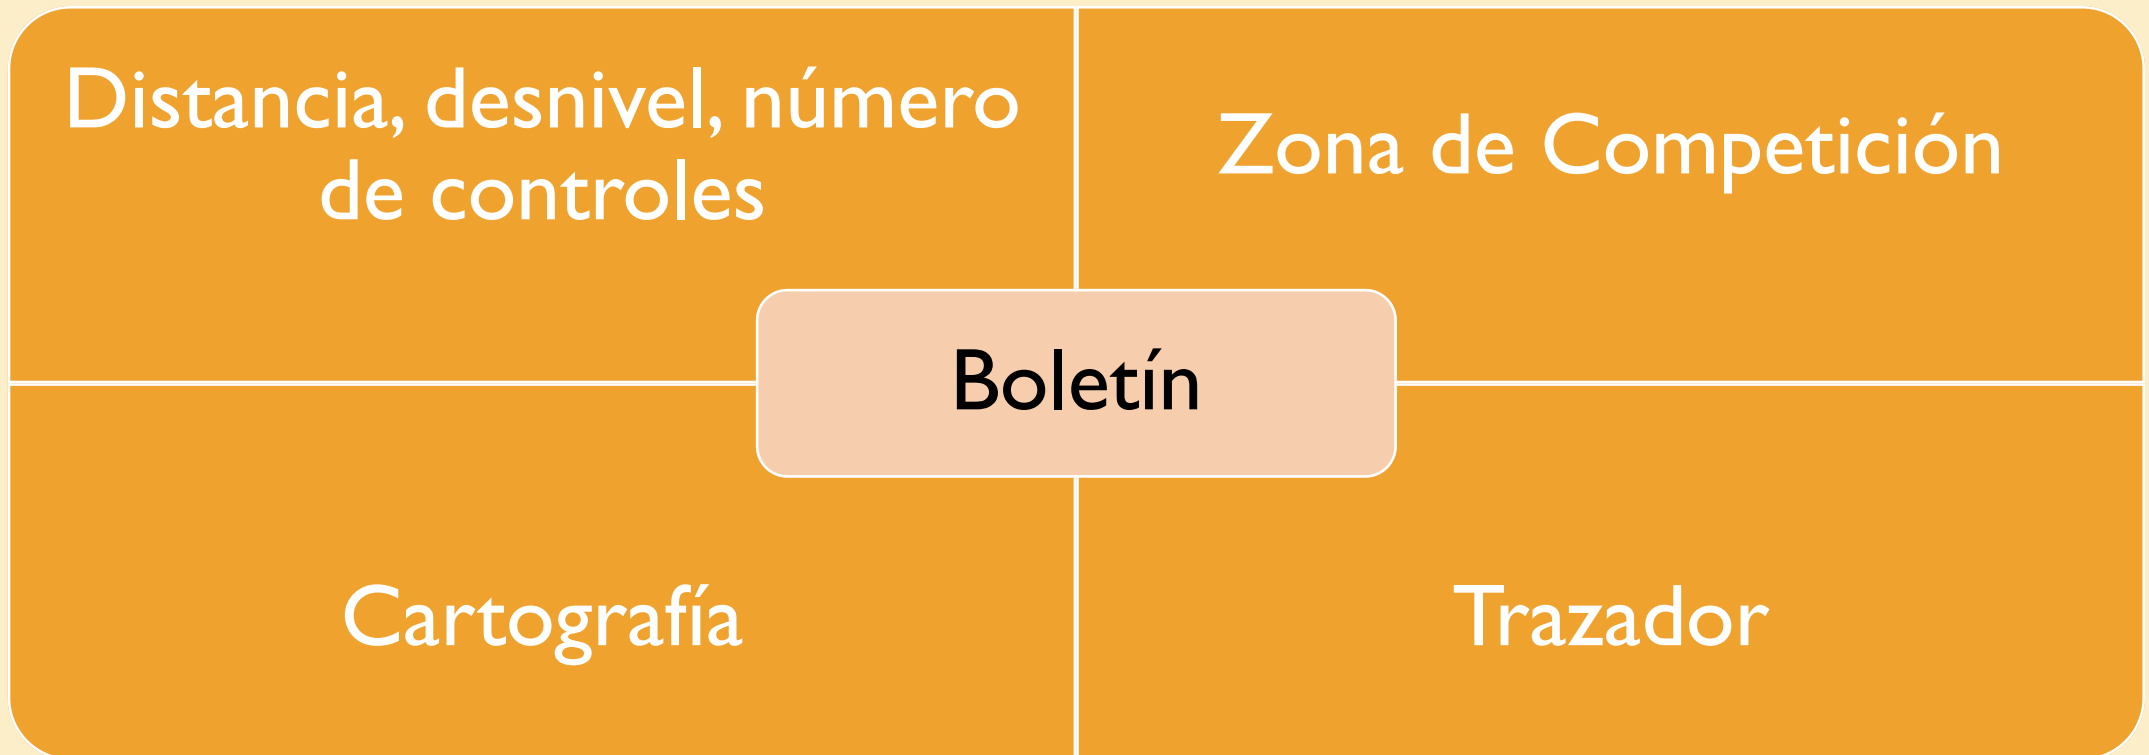 Distancia, desnivel, número
de controles
Zona de Competición
Boletín
Cartografía
Trazador